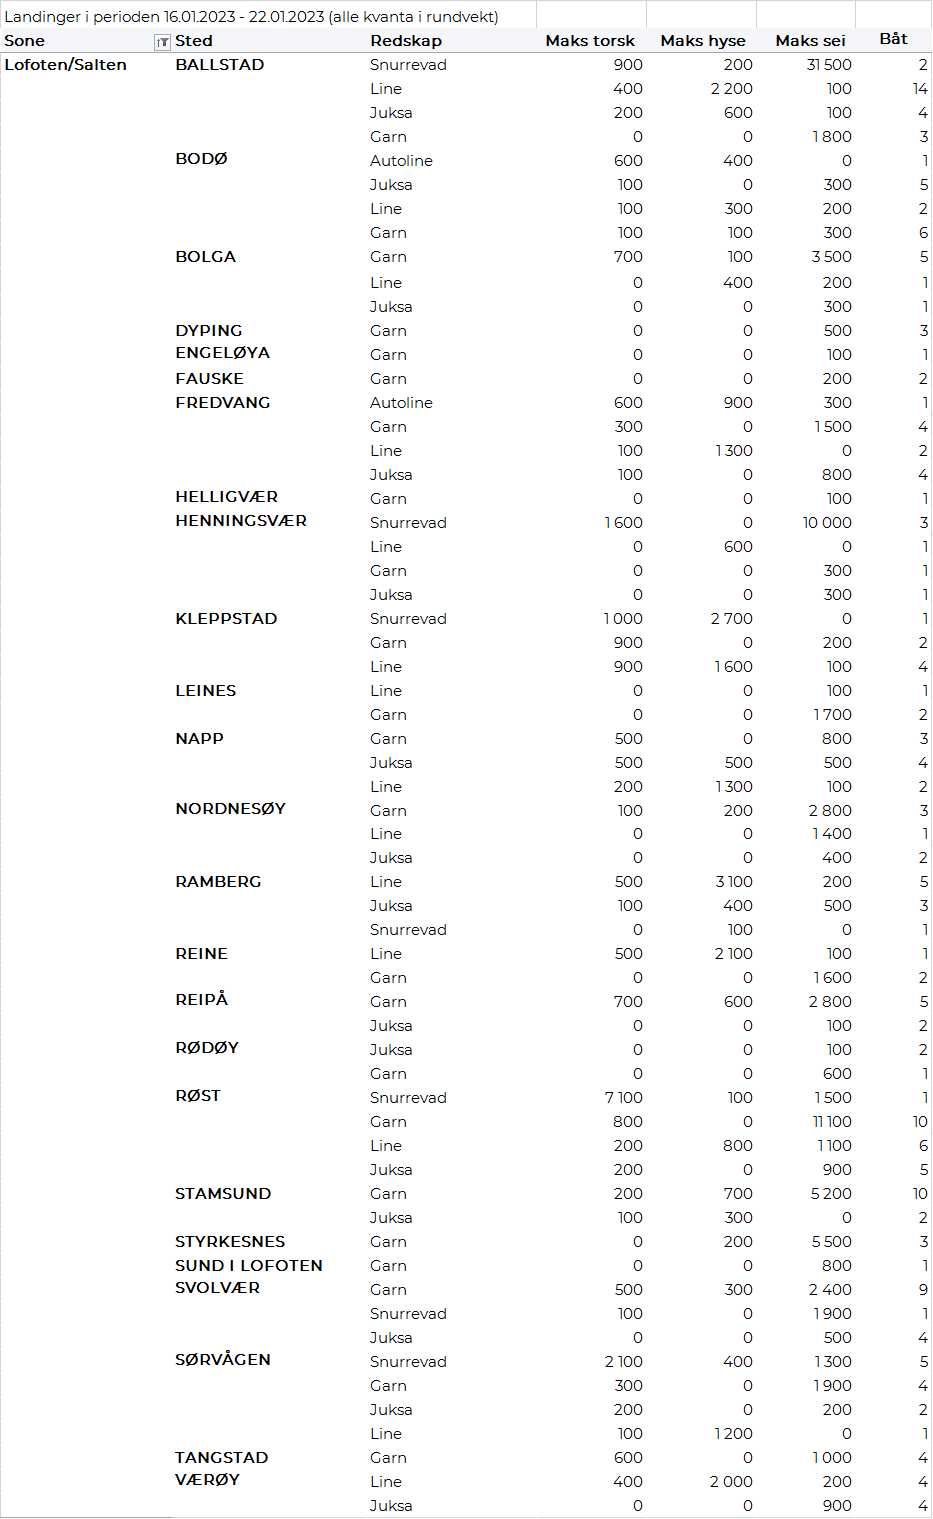 Landinger i perioden 16.01.2023 - 22.01.2023 (alle kvanta i rundvekt)
Sone Sted Redskap Maks torsk Maks hyse Maks sei Båt
Lofoten/Salten BALLSTAD Snurrevad 900 200 31 500 2
Line 400 2 200 100 14
Juksa 200 600 100 4
Garn 0 0 1 800 3
BODØ Autoline 600 400 0 1
Juksa 100 0 300 5
Line 100 300 200 2
Garn 100 100 300 6
BOLGA Garn 700 100 3 500 5
Line 0 400 200 1
Juksa 0 0 300 1
DYPING Garn 0 0 500 3
ENGELØYA Garn 0 0 100 1
FAUSKE Garn 0 0 200 2
FREDVANG Autoline 600 900 300 1
Garn 300 0 1 500 4
Line 100 1 300 0 2
Juksa 100 0 800 4
HELLIGVÆR Garn 0 0 100 1
HENNINGSVÆR Snurrevad 1 600 0 10 000 3
Line 0 600 0 1
Garn 0 0 300 1
Juksa 0 0 300 1
KLEPPSTAD Snurrevad 1 000 2 700 0 1
Garn 900 0 200 2
Line 900 1 600 100 4
LEINES Line 0 0 100 1
Garn 0 0 1 700 2
NAPP Garn 500 0 800 3
Juksa 500 500 500 4
Line 200 1 300 100 2
NORDNESØY Garn 100 200 2 800 3
Line 0 0 1 400 1
Juksa 0 0 400 2
RAMBERG Line 500 3 100 200 5
Juksa 100 400 500 3
Snurrevad 0 100 0 1
REINE Line 500 2 100 100 1
Garn 0 0 1 600 2
REIPÅ Garn 700 600 2 800 5
Juksa 0 0 100 2
RØDØY Juksa 0 0 100 2
Garn 0 0 600 1
RØST Snurrevad 7 100 100 1 500 1
Garn 800 0 11 100 10
Line 200 800 1 100 6
Juksa 200 0 900 5
STAMSUND Garn 200 700 5 200 10
Juksa 100 300 0 2
STYRKESNES Garn 0 200 5 500 3
SUND I LOFOTEN Garn 0 0 800 1
SVOLVÆR Garn 500 300 2 400 9
Snurrevad 100 0 1 900 1
Juksa 0 0 500 4
SØRVÅGEN Snurrevad 2 100 400 1 300 5
Garn 300 0 1 900 4
Juksa 200 0 200 2
Line 100 1 200 0 1
TANGSTAD Garn 600 0 1 000 4
VÆRØY Line 400 2 000 200 4
Juksa 0 0 900 4